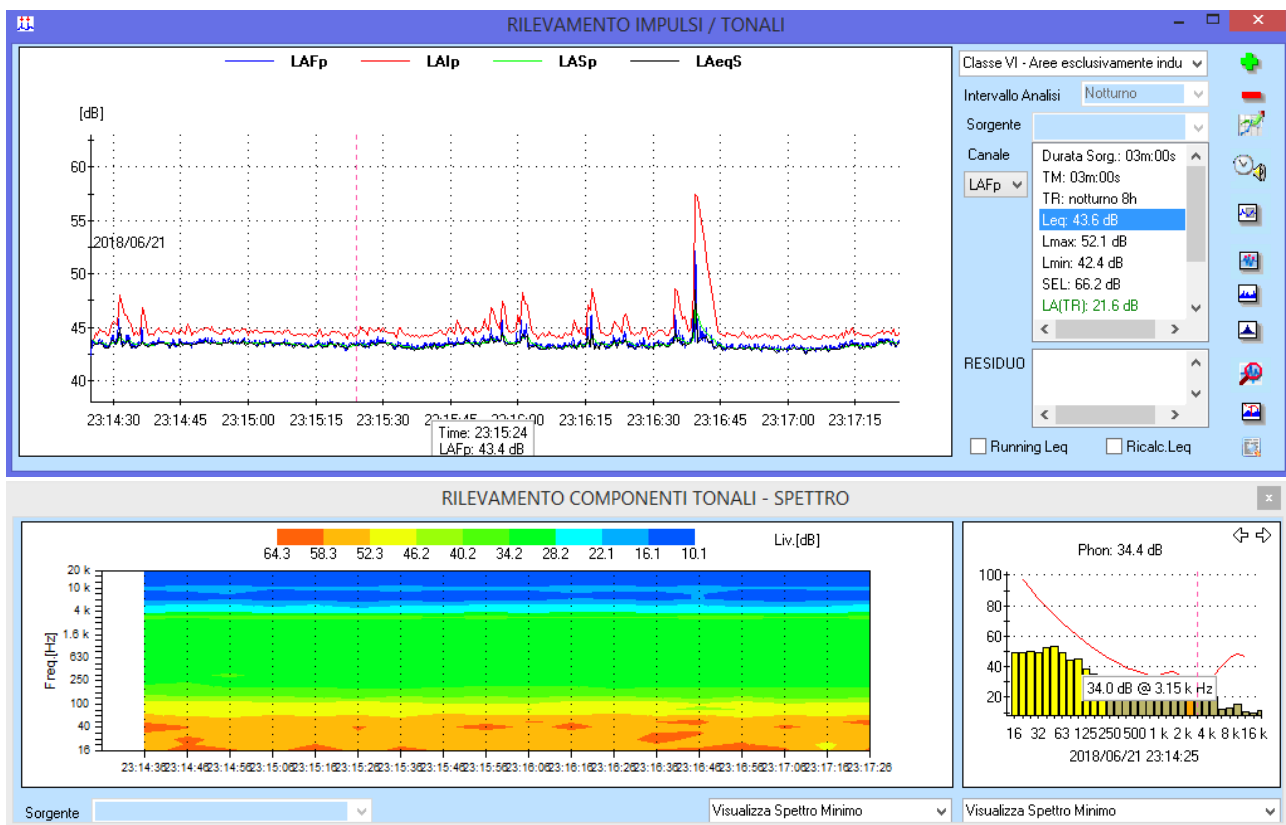 RILEVAMENTO IMPULSI / TONALI
LAFp LAIp LASp LAeqS
[dB]
60
55
2018/06/21
50
45
40
23:14:30 23:14:45 23:15:00 23:15:15 23:15:30 23:15:45 23:16:00 23:16:15 23:16:30 23:16:45 23:17:00 23:17:15
Time: 23:15:24
LAFp: 43.4 dB
Classe VI - Aree esclusivamente indu
Intervallo Analisi Notturno
Sorgente
Canale
LAFp
Durata Sorg.: 03m:00s
TM: 03m:00s
TR: notturno 8h
Leq: 43.6 dB
Lmax: 52.1 dB
Lmin: 42.4 dB
SEL: 66.2 dB
LA(TR): 21.6 dB
RESIDUO
Running Leq Ricalc.Leq
RILEVAMENTO COMPONENTI TONALI - SPETTRO
64.3 58.3 52.3 46.2 40.2 34.2 28.2 22.1 16.1 10.1
Liv.[dB]
Freq.[Hz]
20 k
10 k
4 k
1.6 k
630
250
100
40
16
23:14:36 23:14:46 23:14:56 23:15:06 23:15:16 23:15:26 23:15:36 23:15:46 23:15:56 23:16:06 23:16:16 23:16:26 23:16:36 23:16:46 23:16:56 23:17:06 23:17:16 23:17:26
Sorgente
Visualizza Spettro Minimo
Phon: 34.4 dB
100
80
60
40
20
34.0 dB @ 3.15 k Hz
16 32 63 125 250 500 1 k 2 k 4 k 8 k 16 k
2018/06/21 23:14:25
Visualizza Spettro Minimo